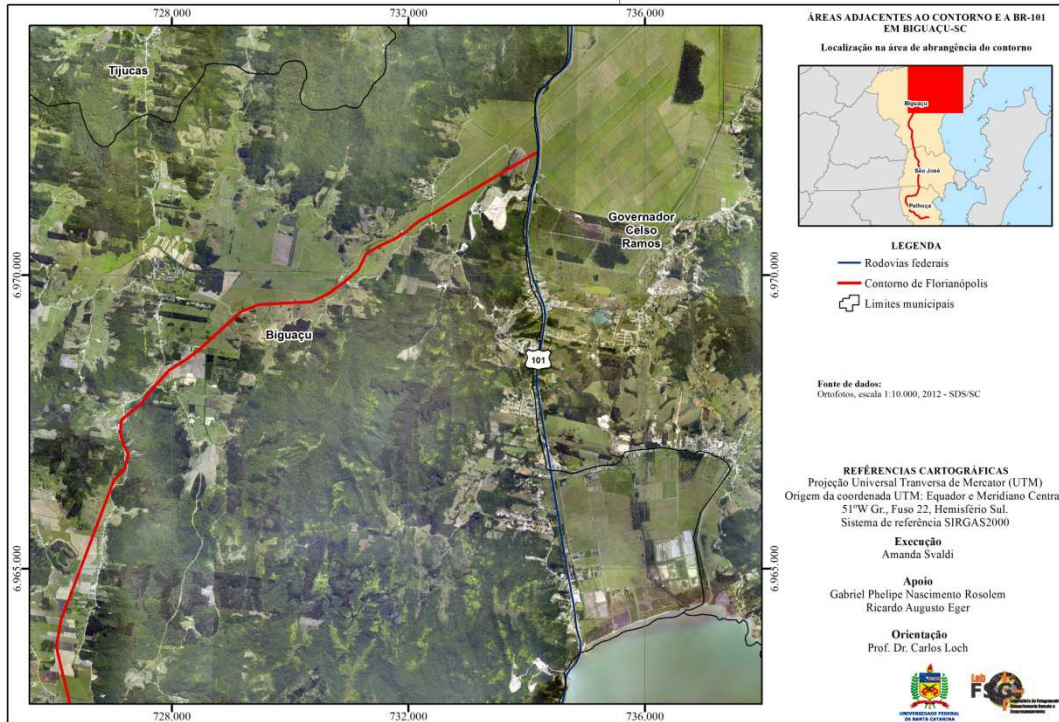 728.000
732.000
736.000
Tijucas
Governador
Celso
Ramos
Biguaçu
101
6.970.000
6.965.000
6.970.000
6.965.000
728.000
732.000
736.000
ÁREAS ADJACENTES AO CONTORNO E A BR-101
EM BIGUAÇU-SC
Localização na área de abrangência do contorno
Biguaçu
São José
Palhoça
LEGENDA
Rodovias federais
Contorno de Florianópolis
Limites municipais
Fonte de dados:
Ortofotos, escala 1:10.000, 2012 - SDS/SC
REFÊRENCIAS CARTOGRÁFICAS
Projeção Universal Tranversa de Mercator (UTM)
Origem da coordenada UTM: Equador e Meridiano Centra
51ºW Gr., Fuso 22, Hemisfério Sul.
Sistema de referência SIRGAS2000
Execução
Amanda Svaldi
Apoio
Gabriel Phelipe Nascimento Rosolem
Ricardo Augusto Eger
Orientação
Prof. Dr. Carlos Loch
UNIVERSIDADE FEDERAL
DE SANTA CATARINA
Lab
FSG